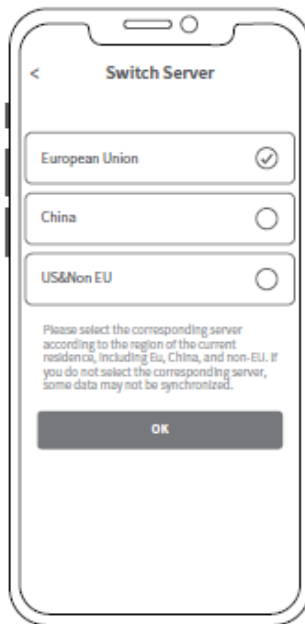 <
Switch Server
European Union
China
US&Non EU
Please select the corresponding server
according to the region of the current
residence, including Eu, China, and non-EU. If
you do not select the corresponding server,
some data may not be synchronized.
OK